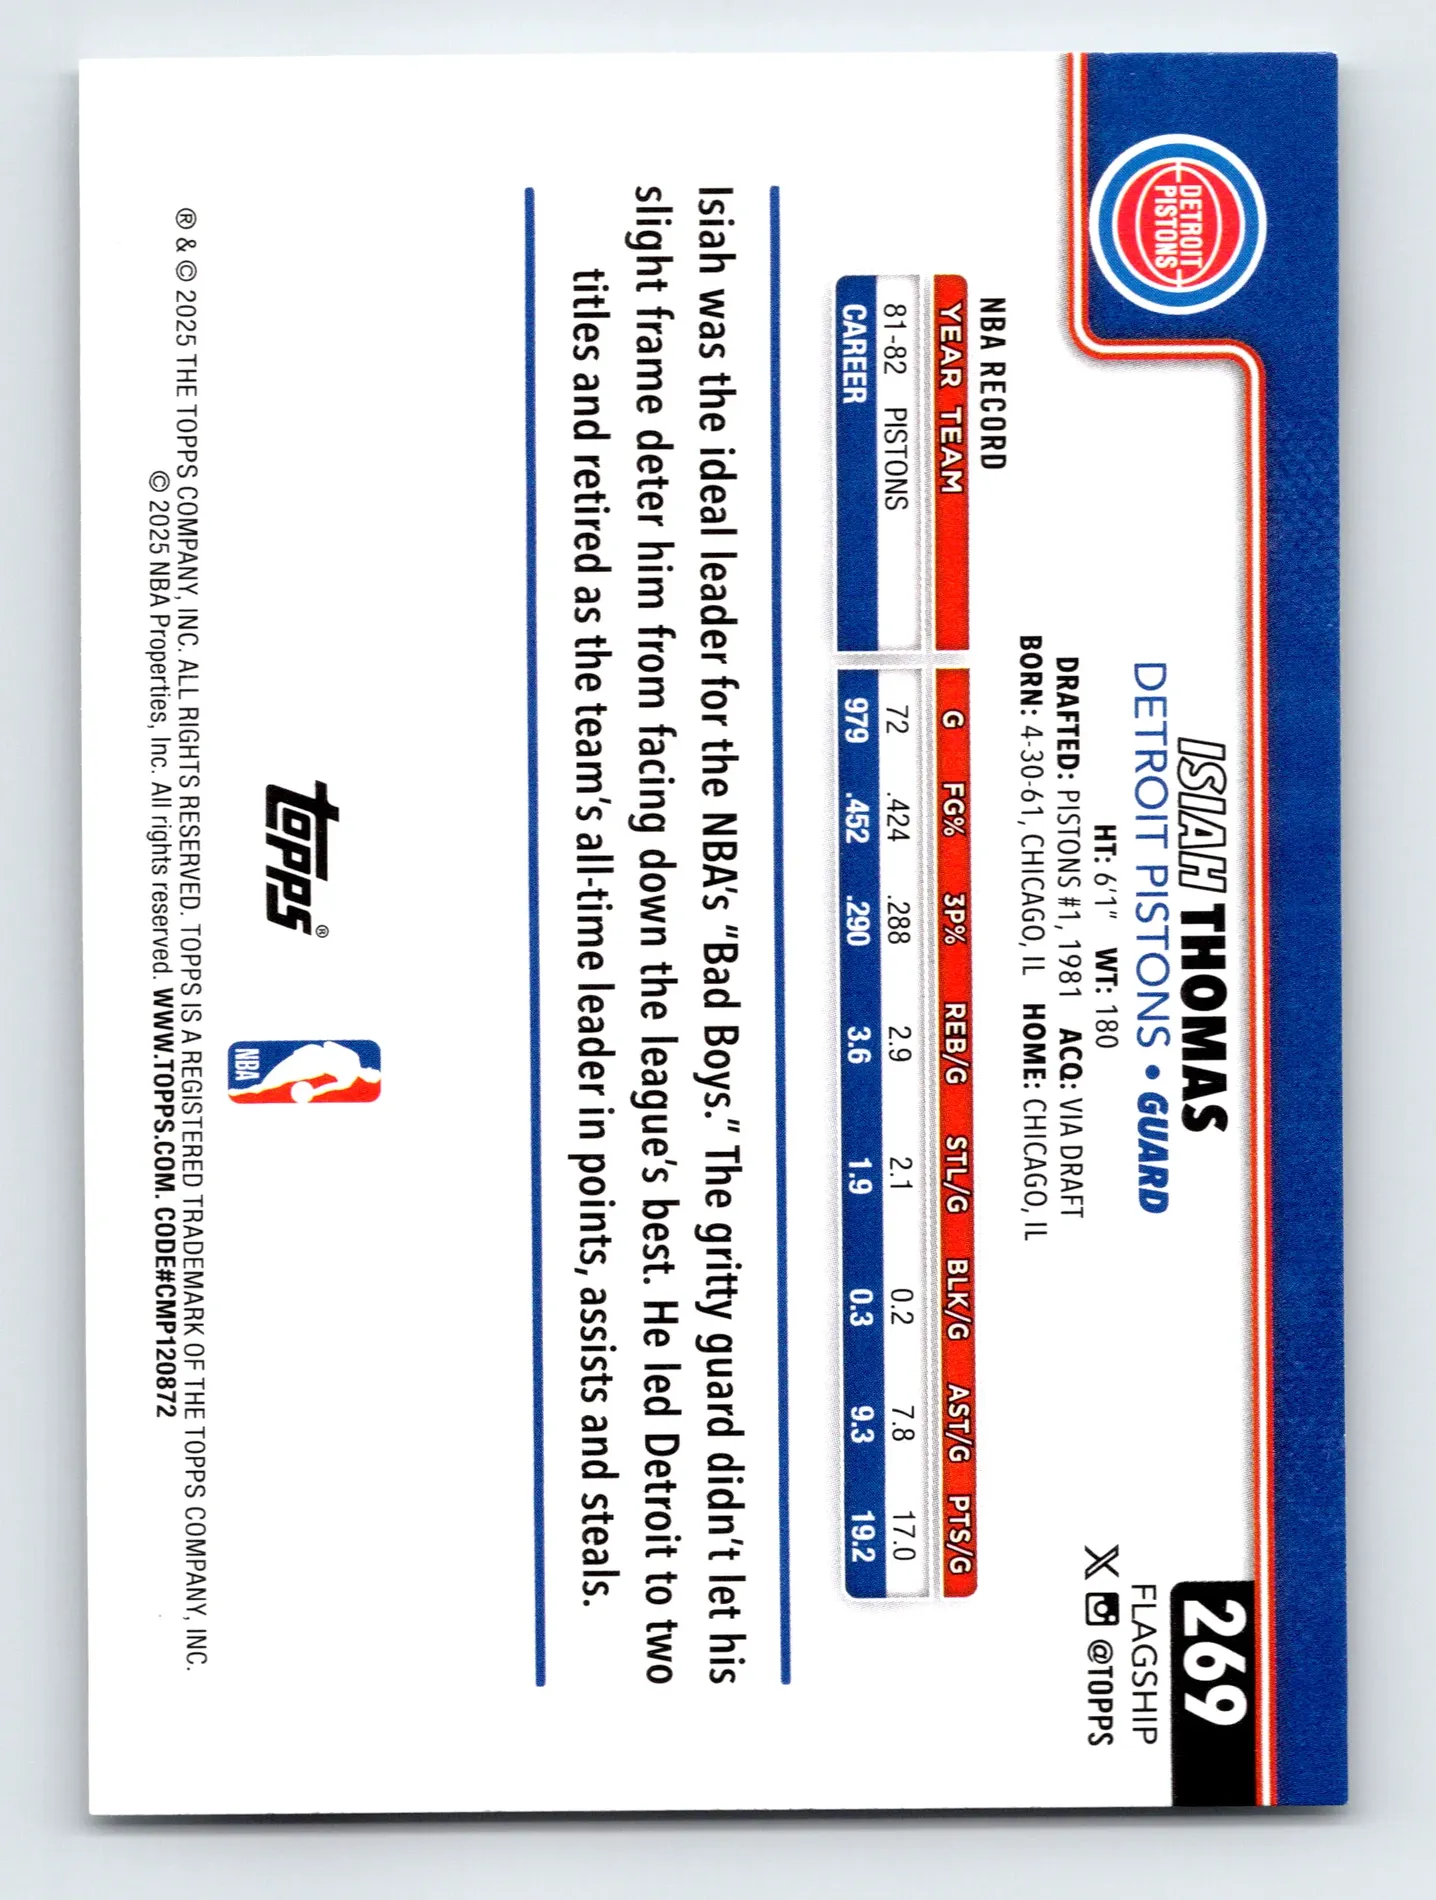 DETROIT
PISTONS
ISIAH THOMAS
DETROIT PISTONS • GUARD
HT: 6'1" WT: 180
DRAFTED: PISTONS #1, 1981 ACQ: VIA DRAFT
BORN: 4-30-61, CHICAGO, IL HOME: CHICAGO, IL
269
FLAGSHIP
@TOPPS
NBA RECORD
YEAR TEAM G FG% 3P% REB/G STL/G BLK/G AST/G PTS/G
81-82 PISTONS 72 .424 .288 2.9 2.1 0.2 7.8 17.0
CAREER 979 .452 .290 3.6 1.9 0.3 9.3 19.2
Isiah was the ideal leader for the NBA's "Bad Boys." The gritty guard didn't let his
slight frame deter him from facing down the league's best. He led Detroit to two
titles and retired as the team's all-time leader in points, assists and steals.
topps®
NBA
® & © 2025 THE TOPPS COMPANY, INC. ALL RIGHTS RESERVED. TOPPS IS A REGISTERED TRADEMARK OF THE TOPPS COMPANY, INC.
© 2025 NBA Properties, Inc. All rights reserved. WWW.TOPPS.COM. CODE#CMP120872